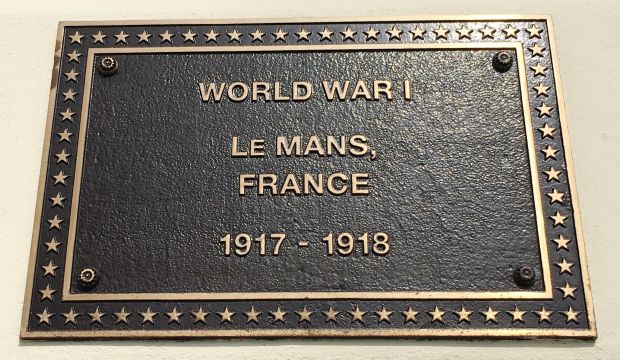 WORLD WAR I
LE MANS,
FRANCE
1917 - 1918